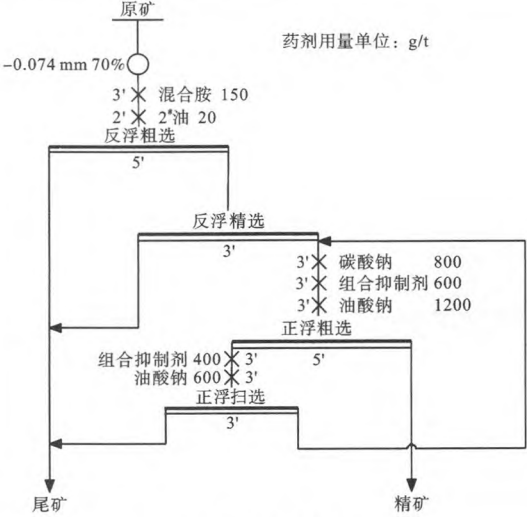 原矿
药剂用量单位：g/t
-0.074 mm 70%
3' 混合胺 150
2' 2#油 20
反浮粗选
5'
反浮精选
3'
3' 碳酸钠 800
3' 组合抑制剂 600
3' 油酸钠 1200
正浮粗选
5'
组合抑制剂 400 3'
油酸钠 600 3'
正浮扫选
3'
尾矿
精矿